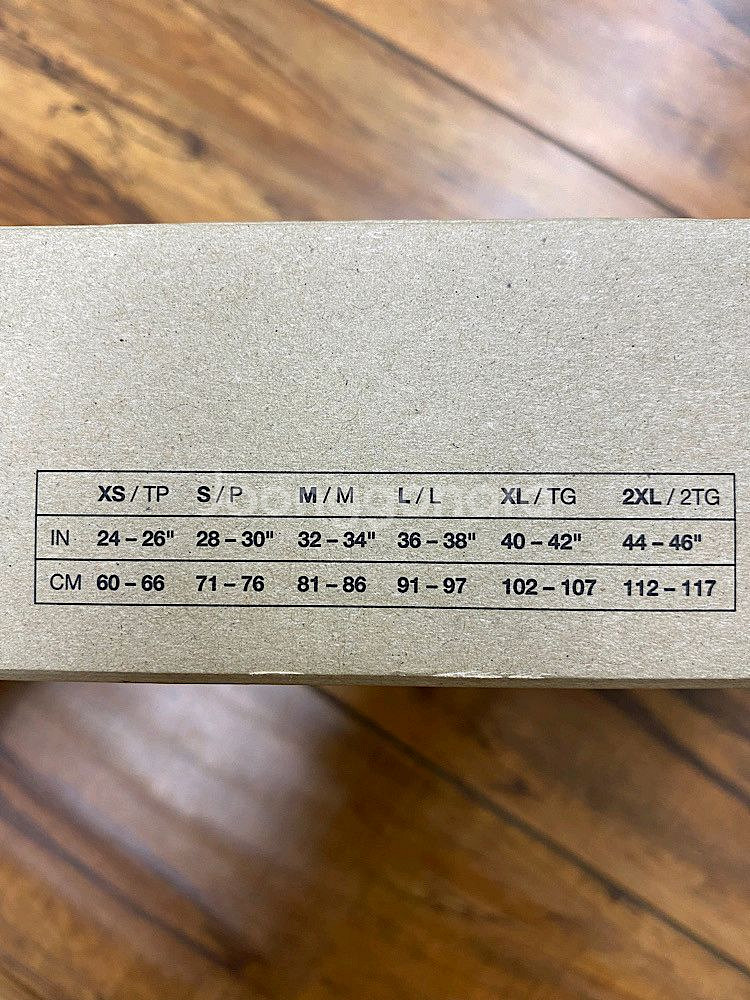 XS / TP S / P M / M L / L XL / TG 2XL / 2TG
IN 24 – 26" 28 – 30" 32 – 34" 36 – 38" 40 – 42" 44 – 46"
CM 60 – 66 71 – 76 81 – 86 91 – 97 102 – 107 112 – 117